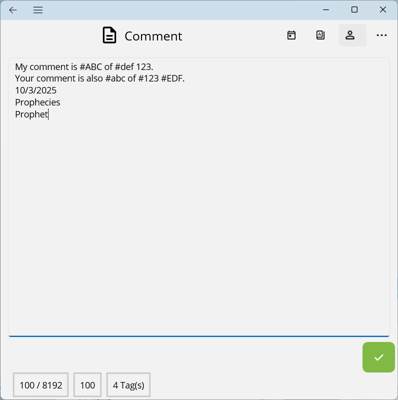 Comment
My comment is #ABC of #def 123.
Your comment is also #abc of #123 #EDF.
10/3/2025
Prophecies
Prophet
100 / 8192
100
4 Tag(s)